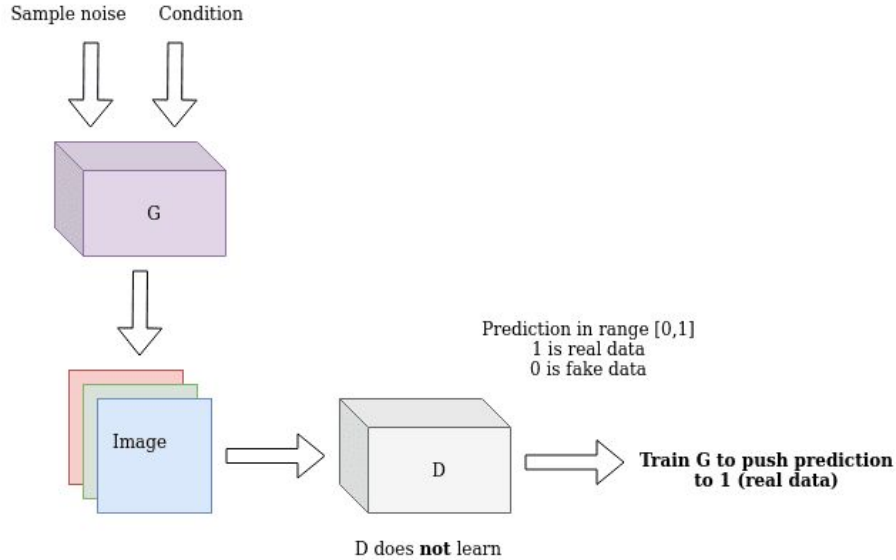 Sample noise
Condition
G
Image
Prediction in range [0,1]
1 is real data
0 is fake data
D
Train G to push prediction
to 1 (real data)
D does not learn